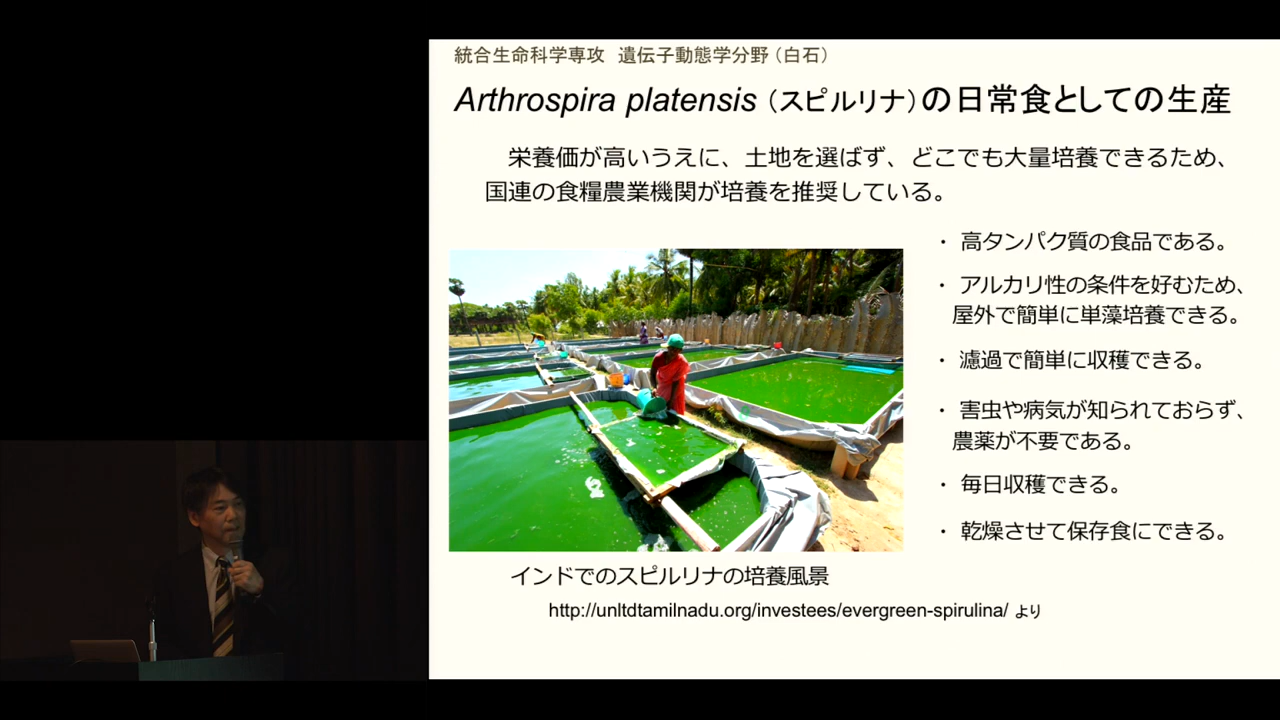 統合生命科学専攻 遺伝子動態学分野（白石）
Arthrospira platensis（スピルリナ）の日常食としての生産
栄養価が高いうえに、土地を選ばず、どこでも大量培養できるため、
国連の食糧農業機関が培養を推奨している。
・ 高タンパク質の食品である。
・ アルカリ性の条件を好むため、
屋外で簡単に単藻培養できる。
・ 濾過で簡単に収穫できる。
・ 害虫や病気が知られておらず、
農薬が不要である。
・ 毎日収穫できる。
・ 乾燥させて保存食にできる。
インドでのスピルリナの培養風景
http://unltdtamilnadu.org/investees/evergreen-spirulina/ より